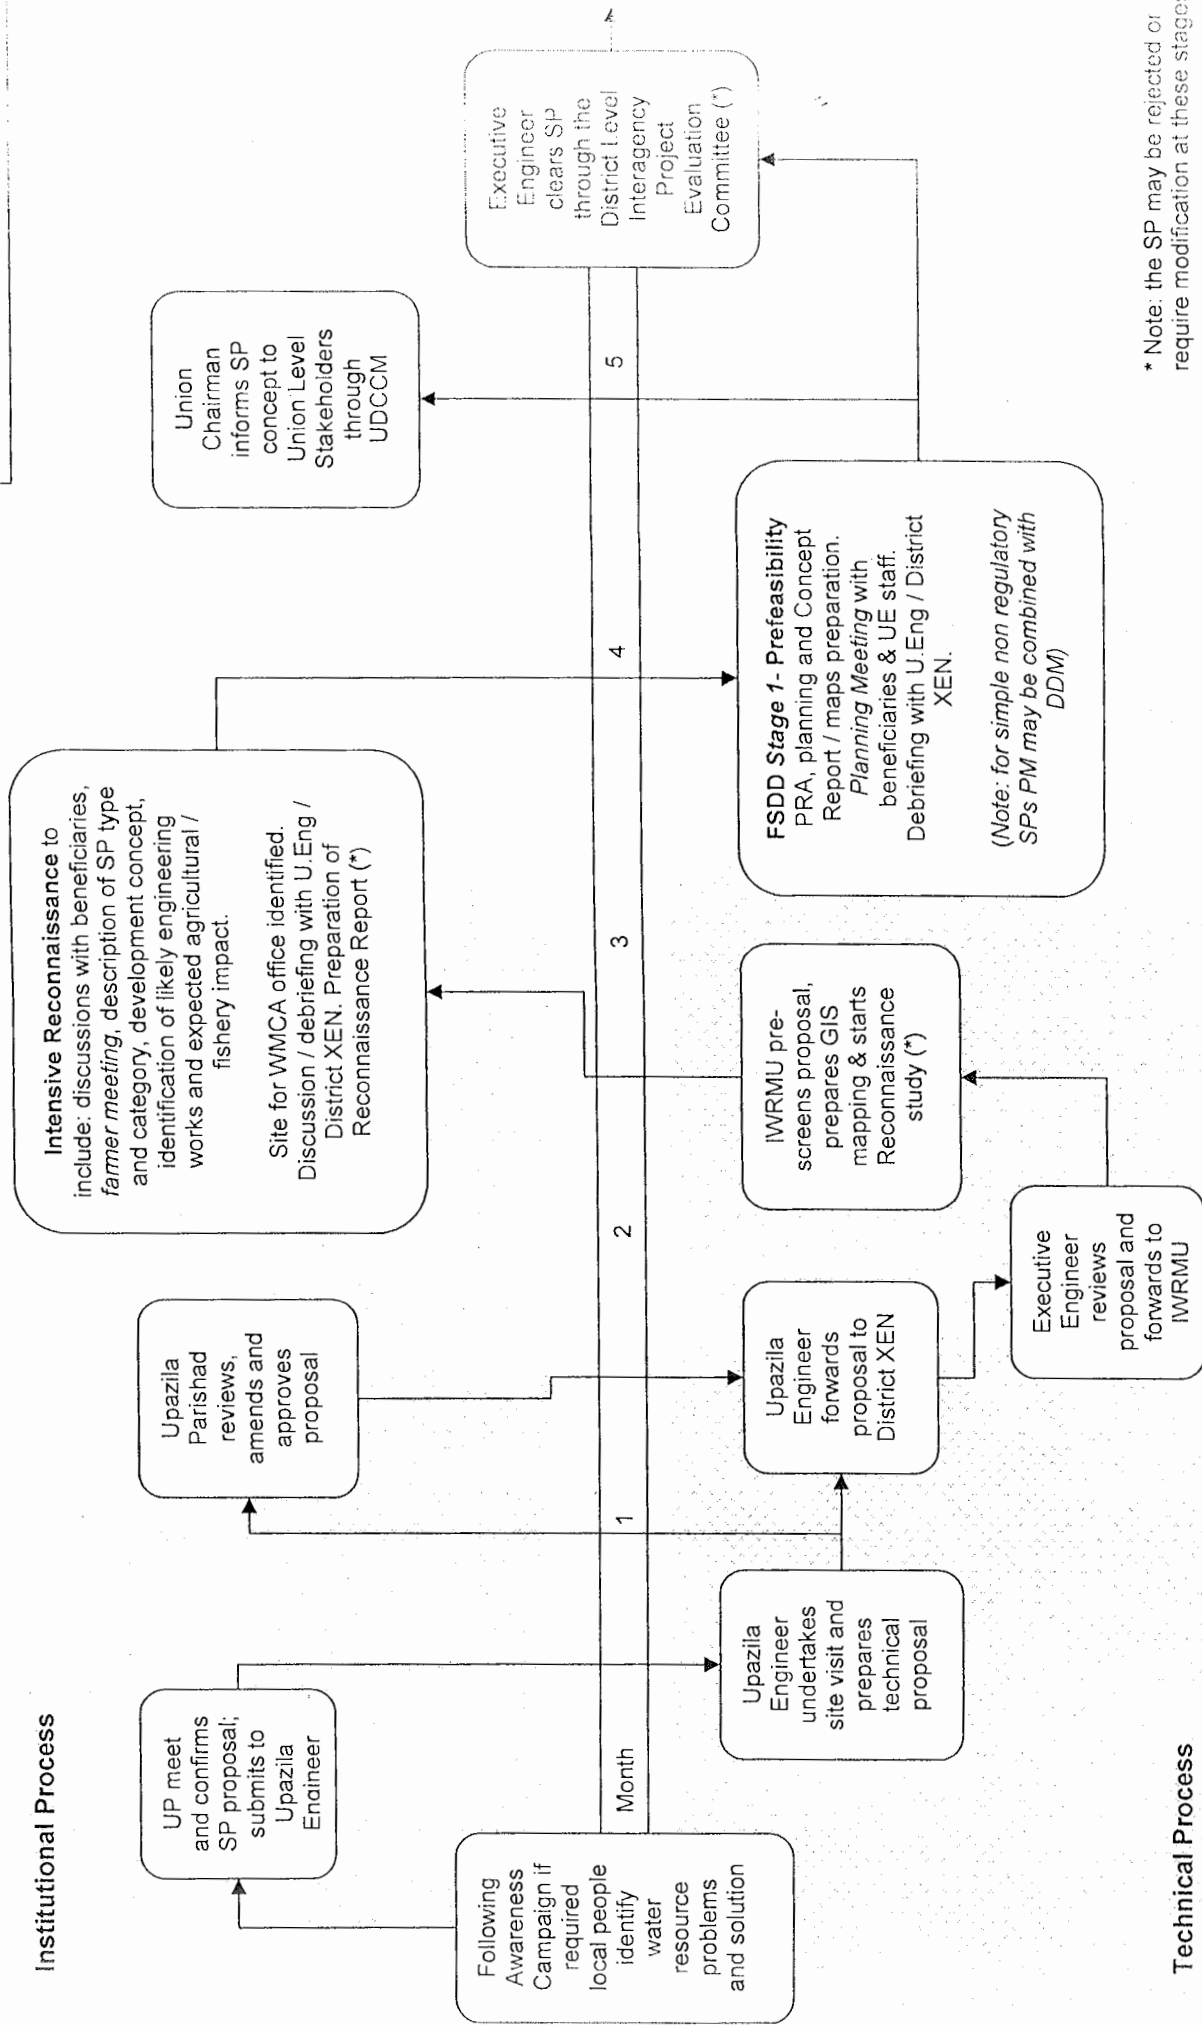 Institutional Process
UP meet
and confirms
SP proposal;
submits to
Upazila
Engineer
Following
Awareness
Campaign if
required
local people
identify
water
resource
problems
and solution
Month
1
2
3
4
5
Upazila
Engineer
undertakes
site visit and
prepares
technical
proposal
Upazila
Parishad
reviews,
amends and
approves
proposal
Upazila
Engineer
forwards
proposal to
District XEN
Executive
Engineer
reviews
proposal and
forwards to
IWRMU
IWRMU pre-
screens proposal,
prepares GIS
mapping & starts
Reconnaissance
study (*)
Intensive Reconnaissance to
include: discussions with beneficiaries,
farmer meeting, description of SP type
and category, development concept,
identification of likely engineering
works and expected agricultural /
fishery impact.
Site for WMCA office identified.
Discussion / debriefing with U.Eng /
District XEN. Preparation of
Reconnaissance Report (*)
FSDD Stage 1- Prefeasibility
PRA, planning and Concept
Report / maps preparation.
Planning Meeting with
beneficiaries & UE staff.
Debriefing with U.Eng / District
XEN.
(Note: for simple non regulatory
SPs PM may be combined with
DDM)
Union
Chairman
informs SP
concept to
Union Level
Stakeholders
through
UDCCM
Executive
Engineer
clears SP
through the
District Level
Interagency
Project
Evaluation
Committee (*)
Technical Process
* Note: the SP may be rejected or
require modification at these stages